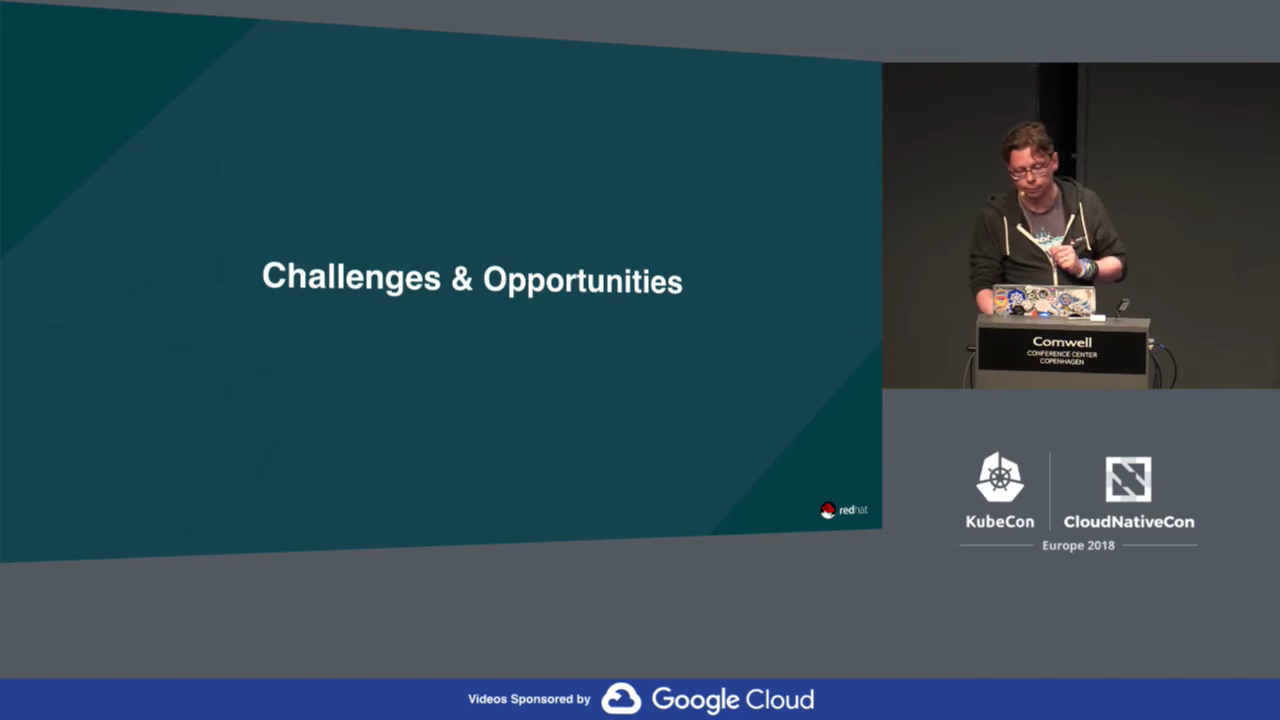 Challenges & Opportunities
redhat
Comwell
CONFERENCE CENTER
COPENHAGEN
KubeCon
CloudNativeCon
Europe 2018
Videos Sponsored by Google Cloud